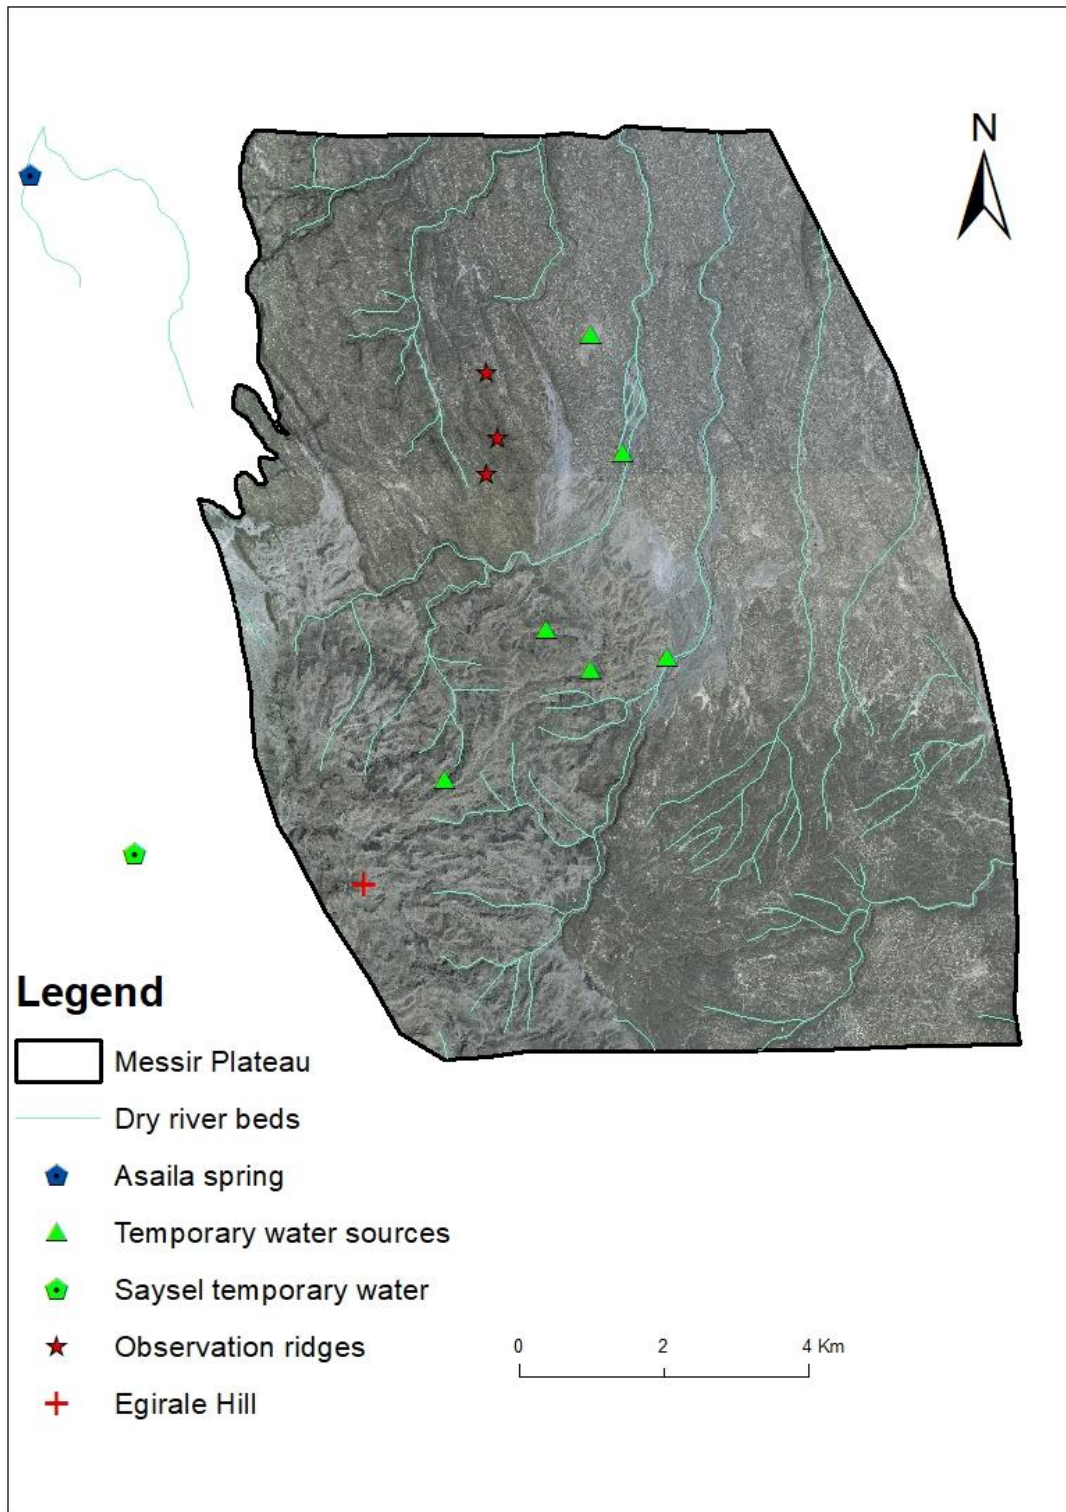 N
Legend
Messir Plateau
Dry river beds
Asaila spring
Temporary water sources
Saysel temporary water
Observation ridges
Egirale Hill
0 2 4 Km